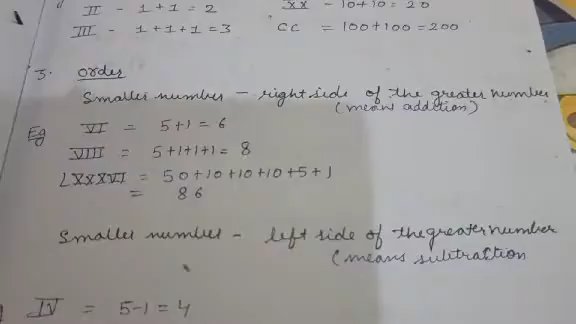 II - 1+1 = 2
XX - 10+10 = 20
III - 1+1+1 = 3
CC = 100+100 = 200
3. Order
Smaller number - right side of the greater number
(means addition)
Eg VI = 5+1 = 6
VIII = 5+1+1+1 = 8
LXXXVI = 50+10+10+10+5+1
= 86
Smaller number - left side of the greater number
(means subtraction
IV = 5-1 = 4